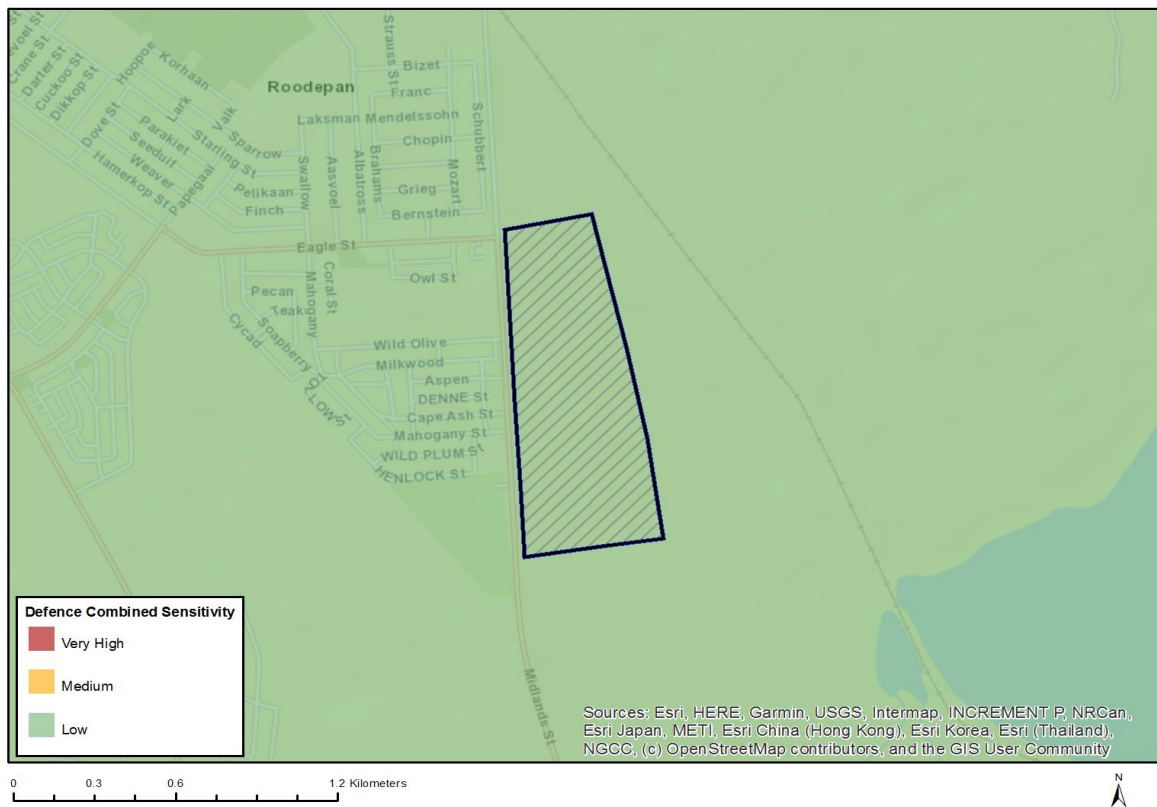 evoel St
Crane St
Darter St
Cuckoo St
Dikkop St
Hoopoe
Korhaan
Lark
Valk
Dove St
Parakiet
Seeduif
Weaver
Hamerkop St
Papegaai
Sparrow
Starling St
Pelikaan
Finch
Roodepan
Strauss St
Bizet
Franc
Laksman Mendelssohn
Chopin
Schubbert
Swallow
Aasvoel
Albatross
Brahams
Grieg
Mozart
Bernstein
Eagle St
Owl St
Coral St
Mahogany
Pecan
Teak
Cycad
Soapberry
Wild Olive
Milkwood
Aspen
DENNE St
Cape Ash St
Mahogany St
WILD PLUM St
HENLOCK St
Midlands St
Defence Combined Sensitivity
Very High
Medium
Low
Sources: Esri, HERE, Garmin, USGS, Intermap, INCREMENT P, NRCan,
Esri Japan, METI, Esri China (Hong Kong), Esri Korea, Esri (Thailand),
NGCC, (c) OpenStreetMap contributors, and the GIS User Community
0 0.3 0.6 1.2 Kilometers
N